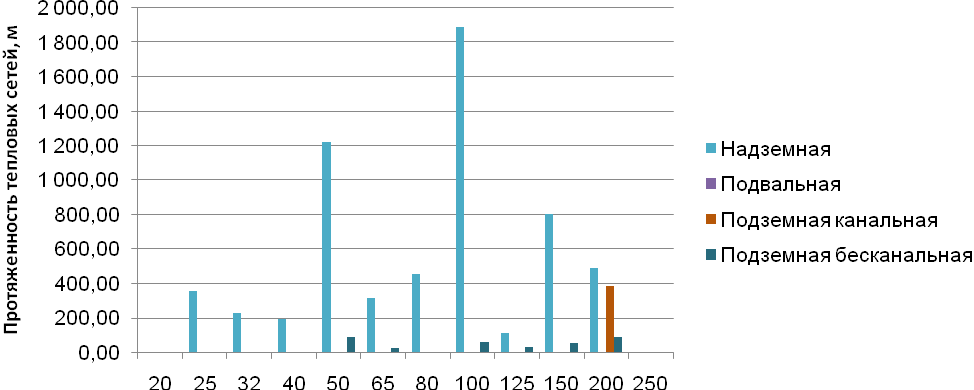 Протяженность тепловых сетей, м
2 000,00
1 800,00
1 600,00
1 400,00
1 200,00
1 000,00
800,00
600,00
400,00
200,00
0,00
20 25 32 40 50 65 80 100 125 150 200 250
Надземная
Подвальная
Подземная канальная
Подземная бесканальная